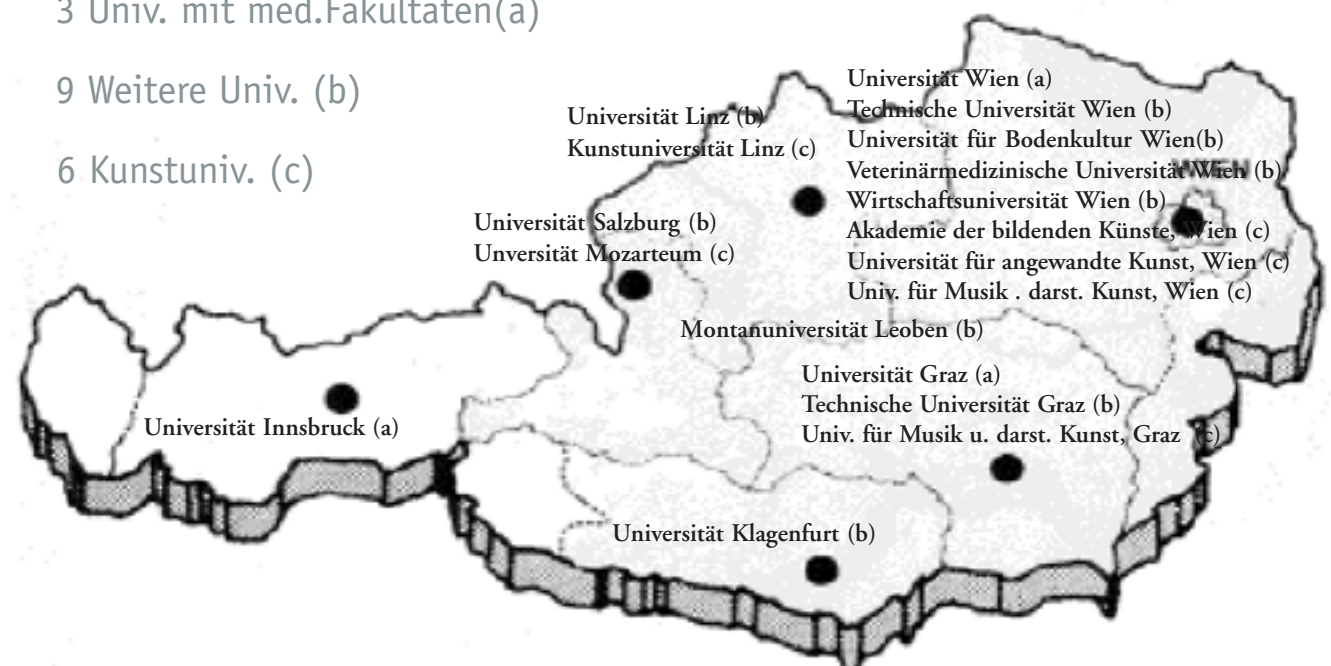 3 Univ. mit med.Fakultäten(a)
9 Weitere Univ. (b)
6 Kunstuniv. (c)
Universität Linz (b)
Kunstuniversität Linz (c)
Universität Salzburg (b)
Unversität Mozarteum (c)
Universität Wien (a)
Technische Universität Wien (b)
Universität für Bodenkultur Wien(b)
Veterinärmedizinische Universität Wien (b)
WIEN
Wirtschaftsuniversität Wien (b)
Akademie der bildenden Künste, Wien (c)
Universität für angewandte Kunst, Wien (c)
Univ. für Musik . darst. Kunst, Wien (c)
Montanuniversität Leoben (b)
Universität Graz (a)
Technische Universität Graz (b)
Univ. für Musik u. darst. Kunst, Graz (c)
Universität Innsbruck (a)
Universität Klagenfurt (b)